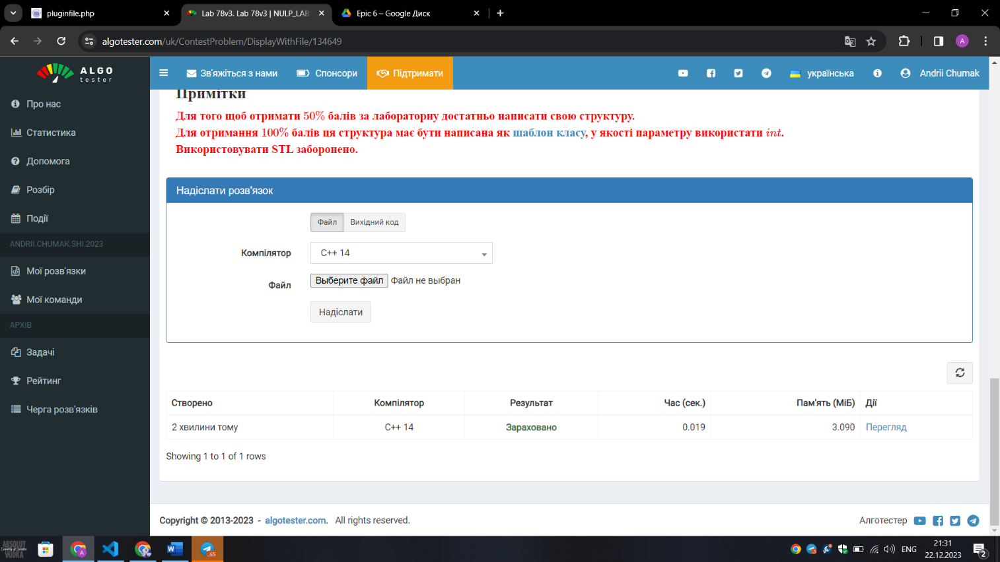 pluginfile.php
Lab 78v3. Lab 78v3 | NULP_LAB
Epic 6 – Google Диск
algotester.com/uk/ContestProblem/DisplayWithFile/134649
A
ALGO
tester
Зв'яжіться з нами
Спонсори
Підтримати
українська
Andrii Chumak
Про нас
Статистика
Допомога
Розбір
Події
ANDRII.CHUMAK.SHI.2023
Мої розв'язки
Мої команди
АРХІВ
Задачі
Рейтинг
Черга розв'язків
Примітки
Для того щоб отримати 50% балів за лабораторну достатньо написати свою структуру.
Для отримання 100% балів ця структура має бути написана як шаблон класу, у якості параметру використати int.
Використовувати STL заборонено.
Надіслати розв'язок
Файл Вихідний код
Компілятор C++ 14
Файл Выберите файл Файл не выбран
Надіслати
Створено Компілятор Результат Час (сек.) Пам'ять (МіБ) Дії
2 хвилини тому C++ 14 Зараховано 0.019 3.090 Перегляд
Showing 1 to 1 of 1 rows
Copyright © 2013-2023 - algotester.com. All rights reserved.
Алготестер
ABSOLUT
Country of Sweden
VODKA
A
W
65
ENG
21:31
22.12.2023
2